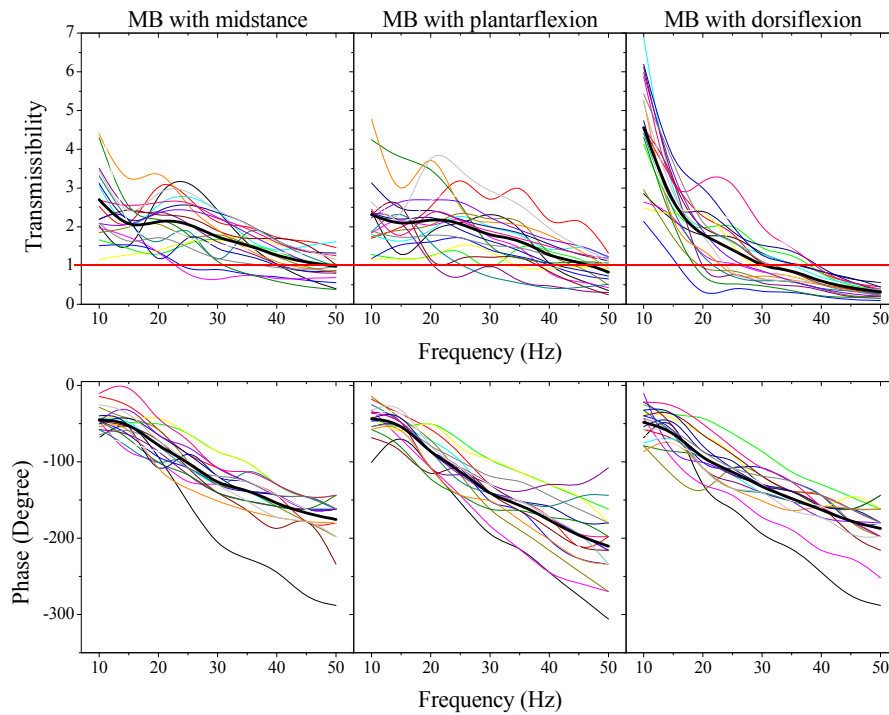 MB with midstance MB with plantarflexion MB with dorsiflexion
Transmissibility
7
6
5
4
3
2
1
0
10 20 30 40 50 10 20 30 40 50 10 20 30 40 50
Frequency (Hz)
Phase (Degree)
0
-100
-200
-300
10 20 30 40 50 10 20 30 40 50 10 20 30 40 50
Frequency (Hz)